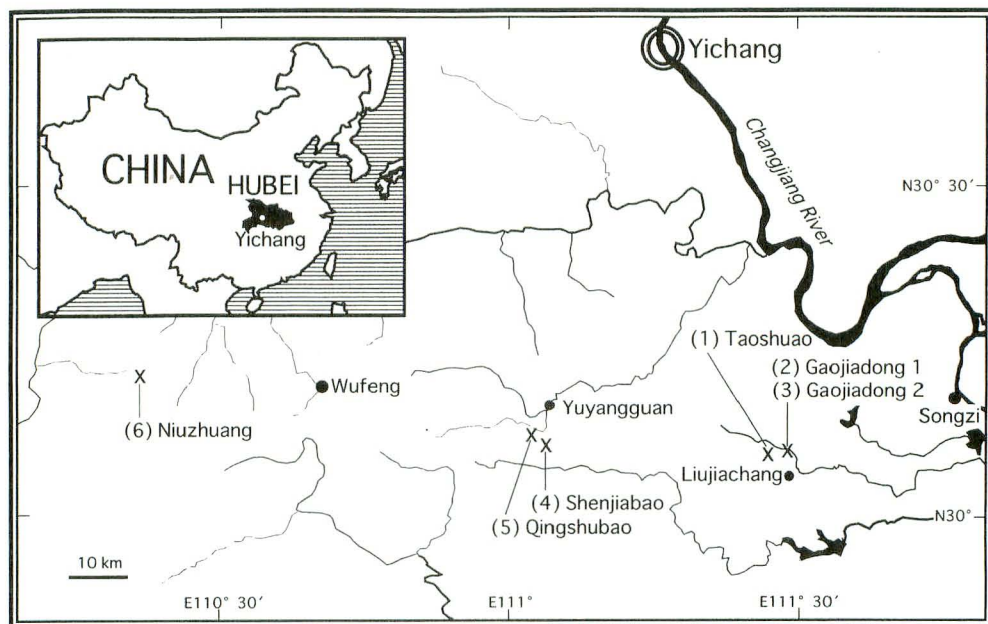 Yichang
CHINA
HUBEI
Yichang
Changjiang River
N30° 30′
(1) Taoshuao
(2) Gaojiadong 1
(3) Gaojiadong 2
Wufeng
Yuyangguan
Songzi
(6) Niuzhuang
Liujiachang
(4) Shenjiabao
(5) Qingshubao
N30°
10 km
E110° 30′
E111°
E111° 30′